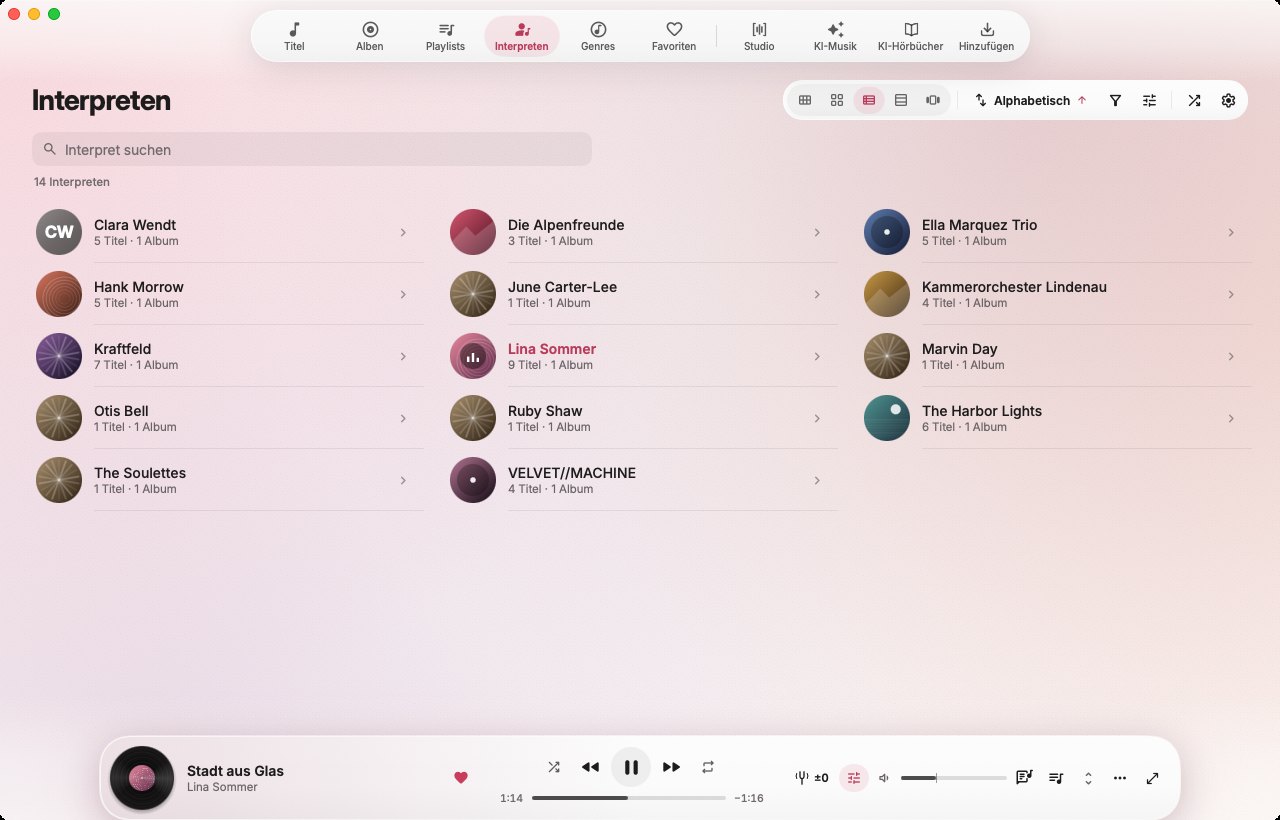 Titel
Alben
Playlists
Interpreten
Genres
Favoriten
Studio
KI-Musik
KI-Hörbücher
Hinzufügen
Interpreten
Alphabetisch
Interpret suchen
14 Interpreten
CW
Clara Wendt
5 Titel · 1 Album
Die Alpenfreunde
3 Titel · 1 Album
Ella Marquez Trio
5 Titel · 1 Album
Hank Morrow
5 Titel · 1 Album
June Carter-Lee
1 Titel · 1 Album
Kammerorchester Lindenau
4 Titel · 1 Album
Kraftfeld
7 Titel · 1 Album
Lina Sommer
9 Titel · 1 Album
Marvin Day
1 Titel · 1 Album
Otis Bell
1 Titel · 1 Album
Ruby Shaw
1 Titel · 1 Album
The Harbor Lights
6 Titel · 1 Album
The Soulettes
1 Titel · 1 Album
VELVET//MACHINE
4 Titel · 1 Album
Stadt aus Glas
Lina Sommer
1:14
−1:16
±0